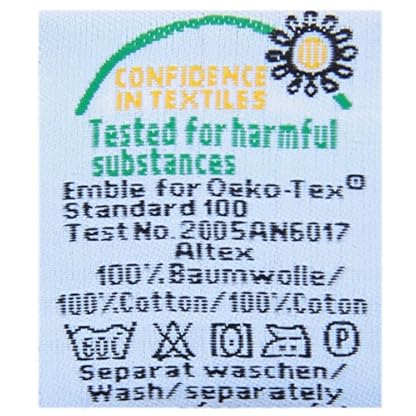 CONFIDENCE
IN TEXTILES
Tested for harmful
substances
Emble for Oeko-Tex®
Standard 100
Test No. 2005AN6017
Altex
100%Baumwolle/
100%Cotton/100%Coton
60° P
Separat waschen/
Wash/separately